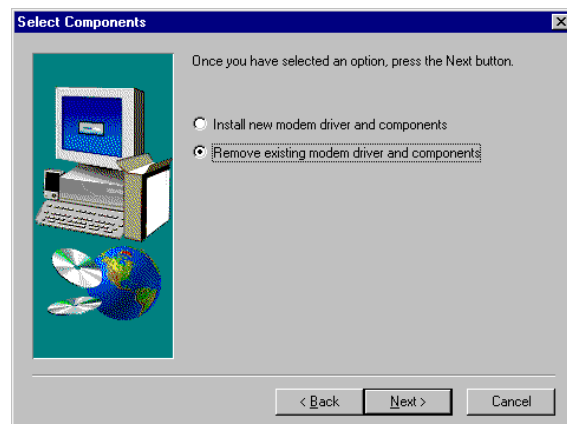 Select Components
Once you have selected an option, press the Next button.
Install new modem driver and components
Remove existing modem driver and components
< Back
Next >
Cancel